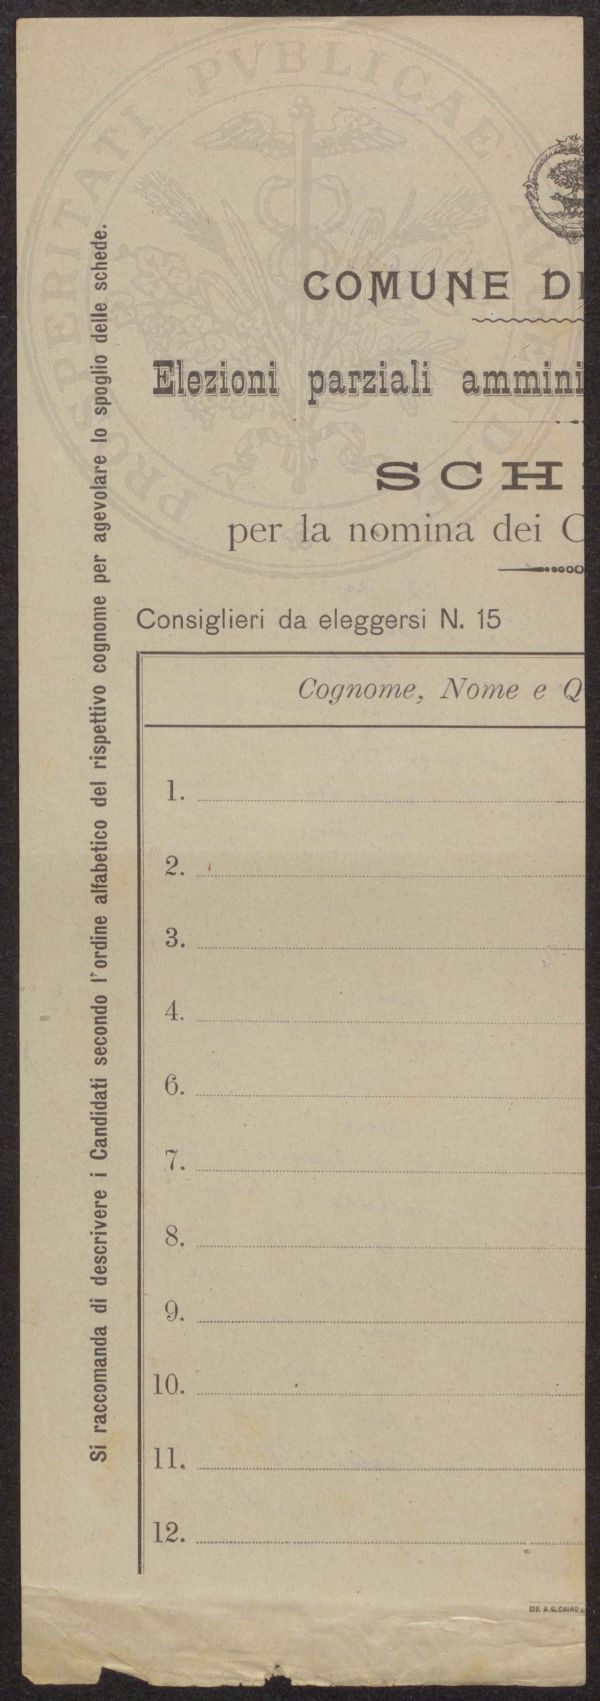 PROSPERITATI PVBLICAE
COMUNE DI
Elezioni parziali ammini
SCH
per la nomina dei C
Consiglieri da eleggersi N. 15
Cognome, Nome e Q
1.
2.
3.
4.
6.
7.
8.
9.
10.
11.
12.
Si raccomanda di descrivere i Candidati secondo l'ordine alfabetico del rispettivo cognome per agevolare lo spoglio delle schede.